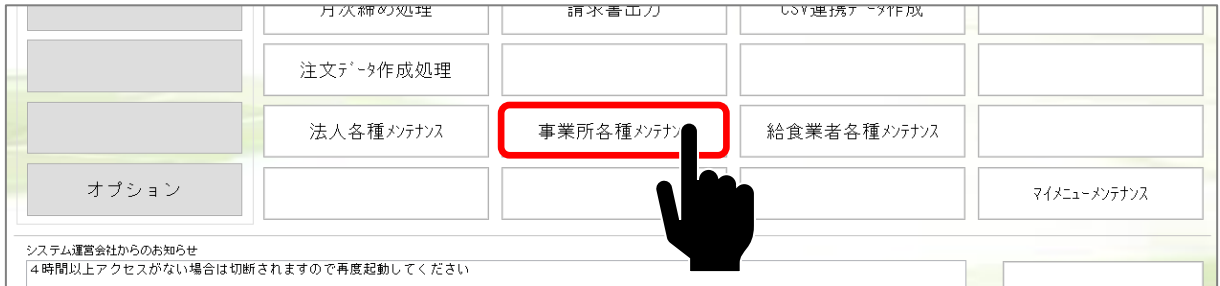 月次締め処理 請求書出力 CSV連携ﾃﾞｰﾀ作成
注文ﾃﾞｰﾀ作成処理
法人各種ﾒﾝﾃﾅﾝｽ 事業所各種ﾒﾝﾃﾅﾝ 給食業者各種ﾒﾝﾃﾅﾝｽ
オプション マイメニューメンテナンス
システム運営会社からのお知らせ
４時間以上アクセスがない場合は切断されますので再度起動してください